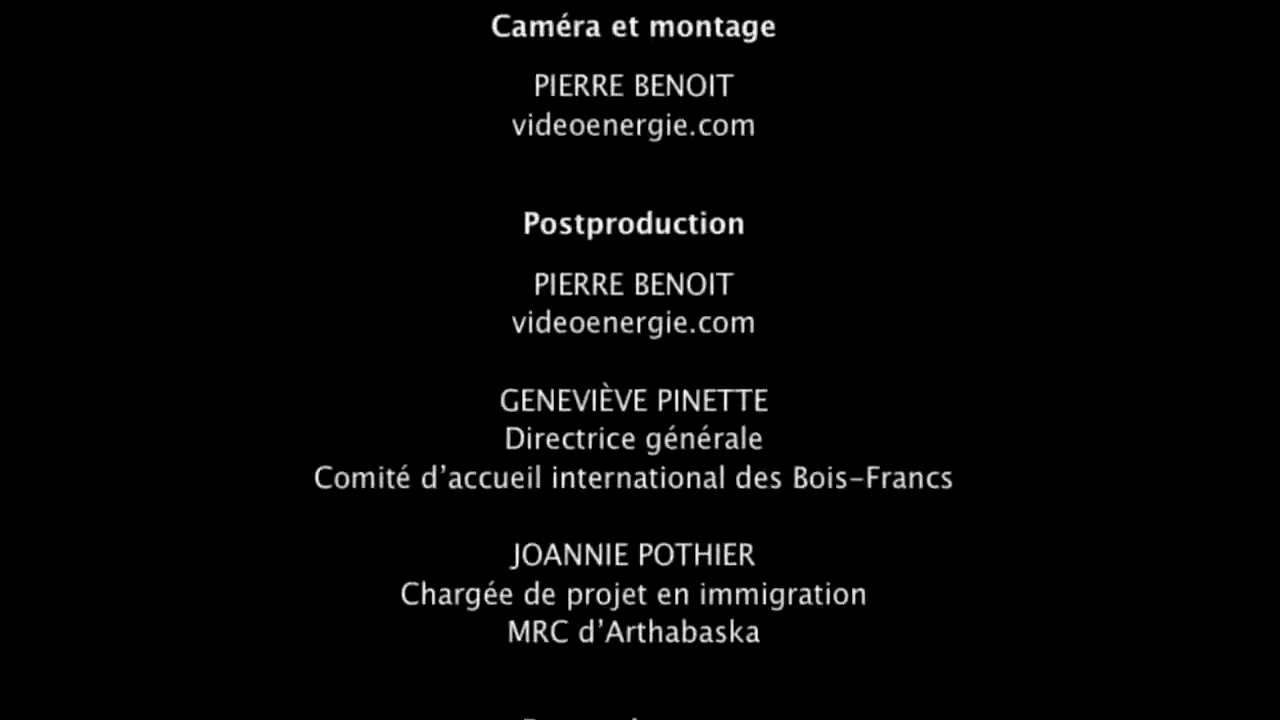 Caméra et montage
PIERRE BENOIT
videoenergie.com
Postproduction
PIERRE BENOIT
videoenergie.com
GENEVIÈVE PINETTE
Directrice générale
Comité d’accueil international des Bois-Francs
JOANNIE POTHIER
Chargée de projet en immigration
MRC d’Arthabaska